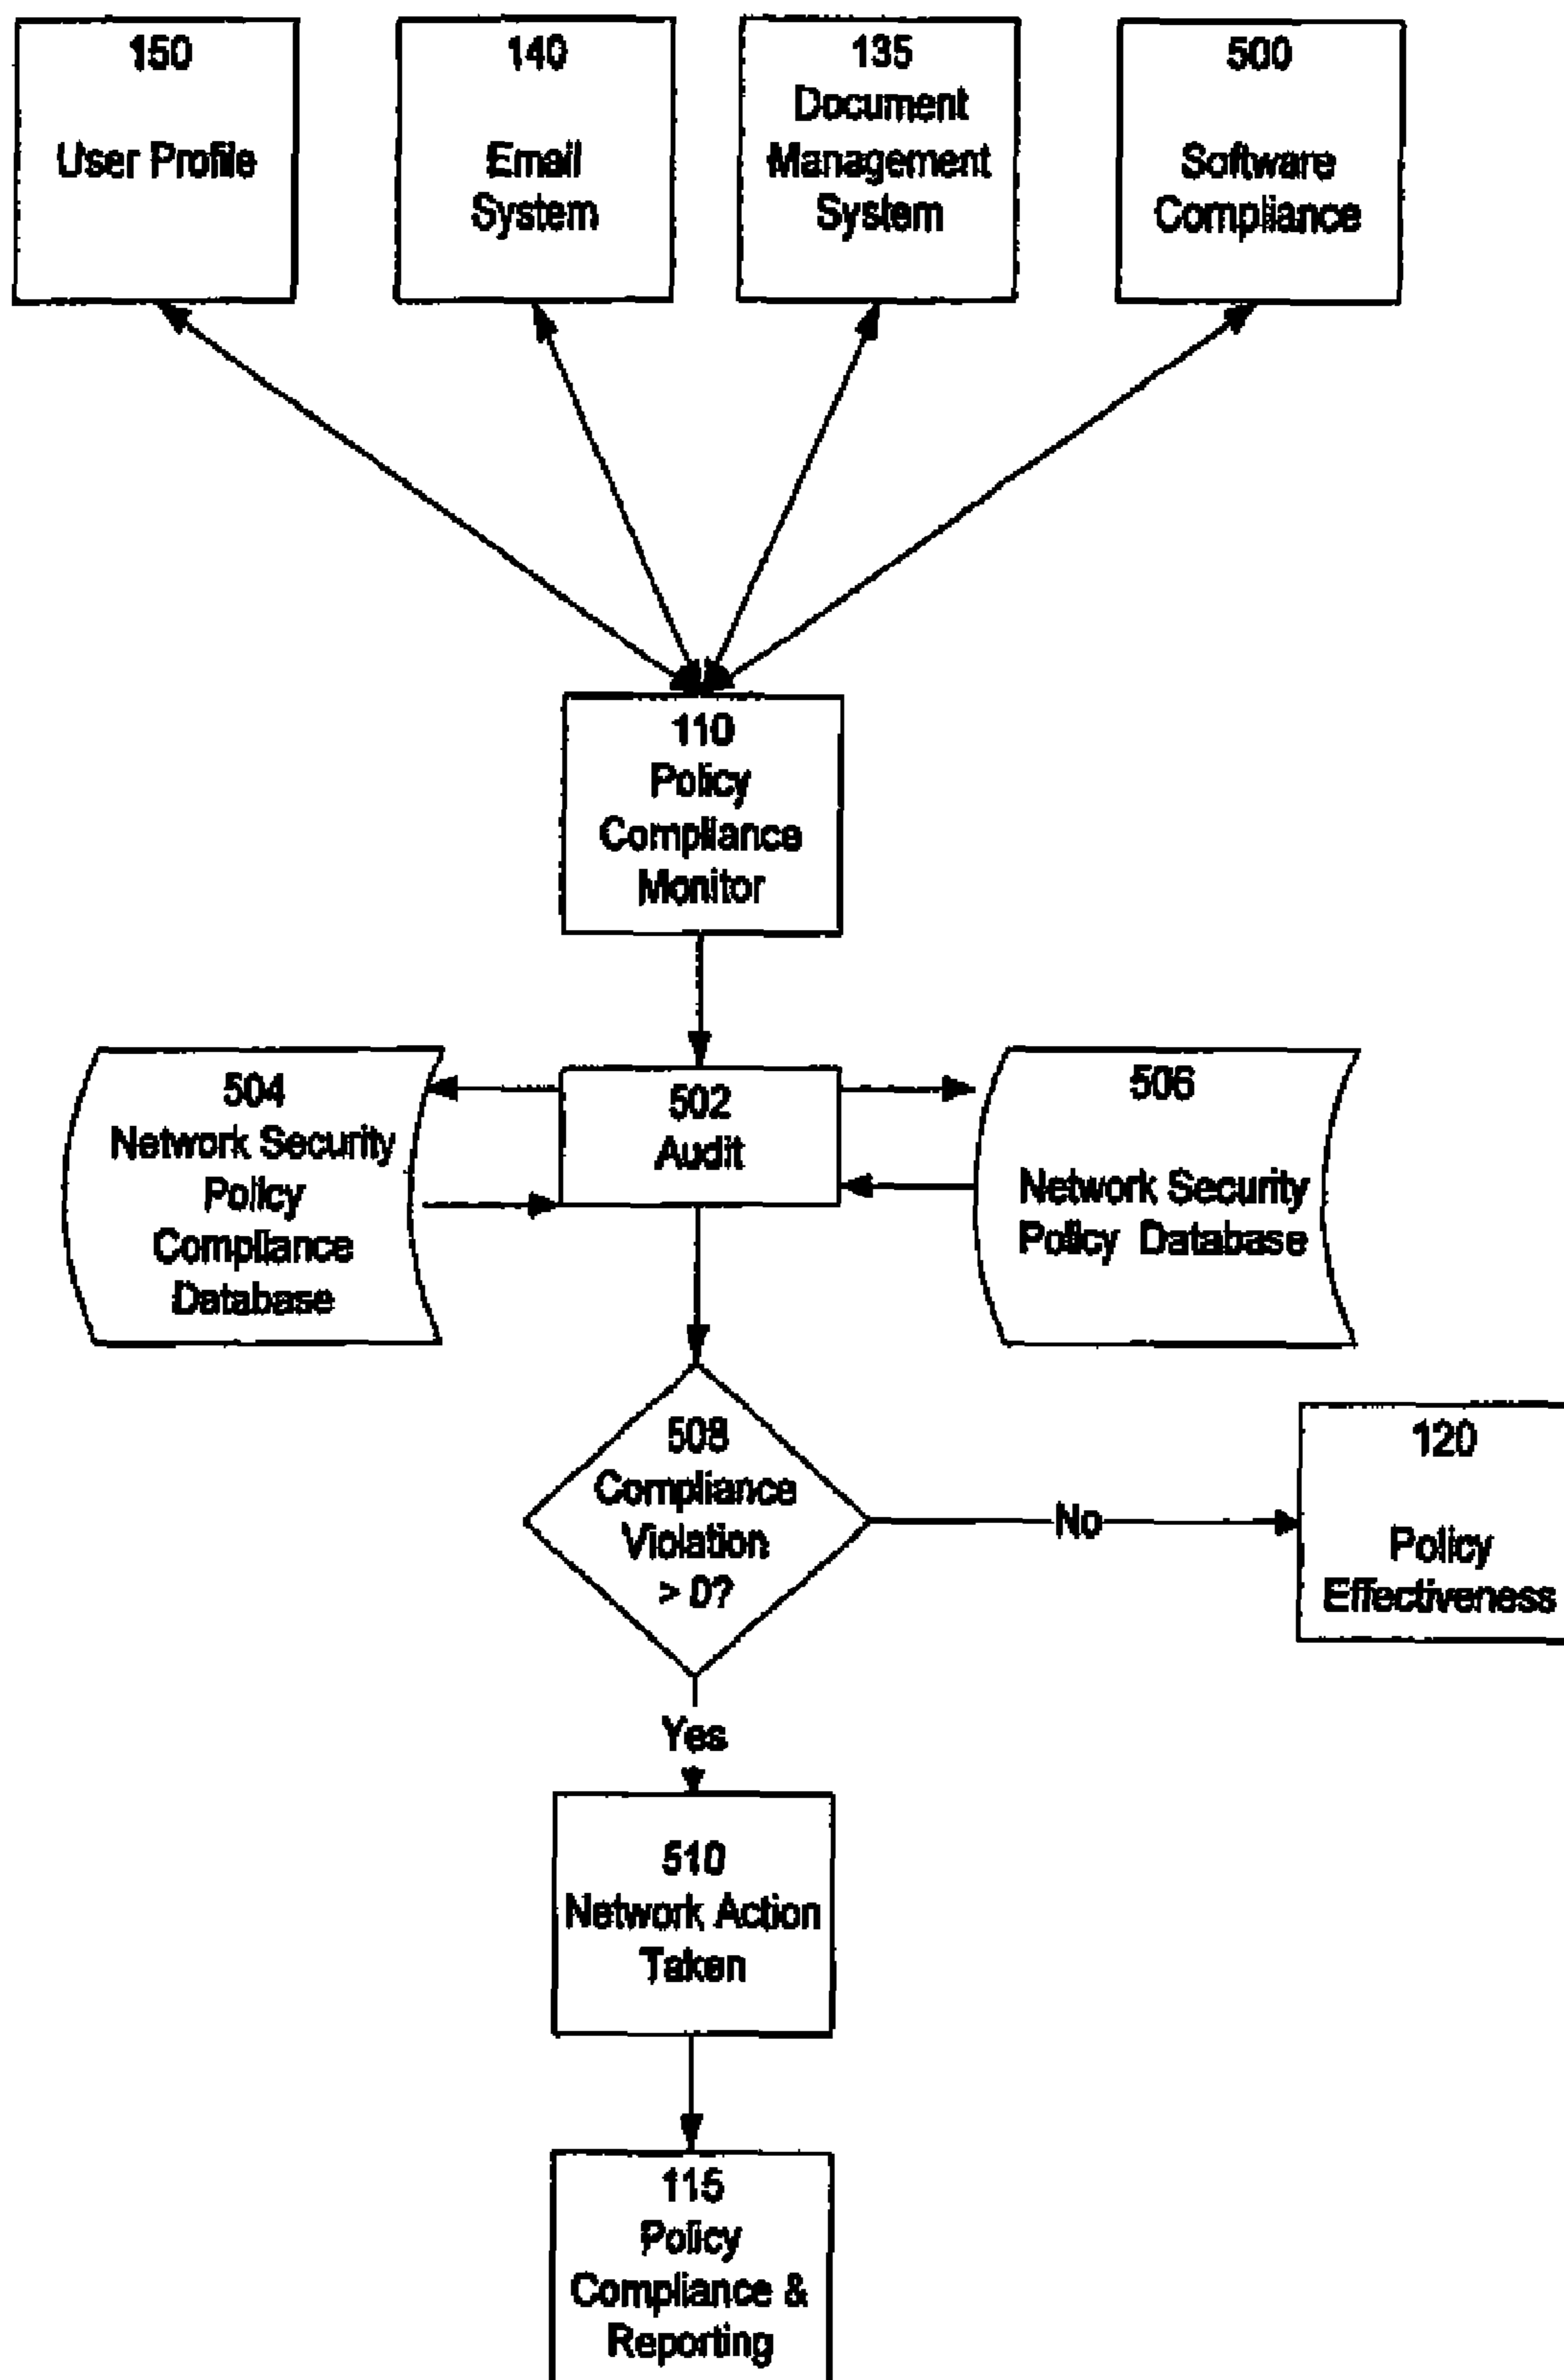 150
User Profile
140
Email
System
135
Document
Management
System
500
Software
Compliance
110
Policy
Compliance
Monitor
504
Network Security
Policy
Compliance
Database
502
Audit
506
Network Security
Policy Database
508
Compliance
Violation
> 0?
No
120
Policy
Effectiveness
Yes
510
Network Action
Taken
115
Policy
Compliance &
Reporting